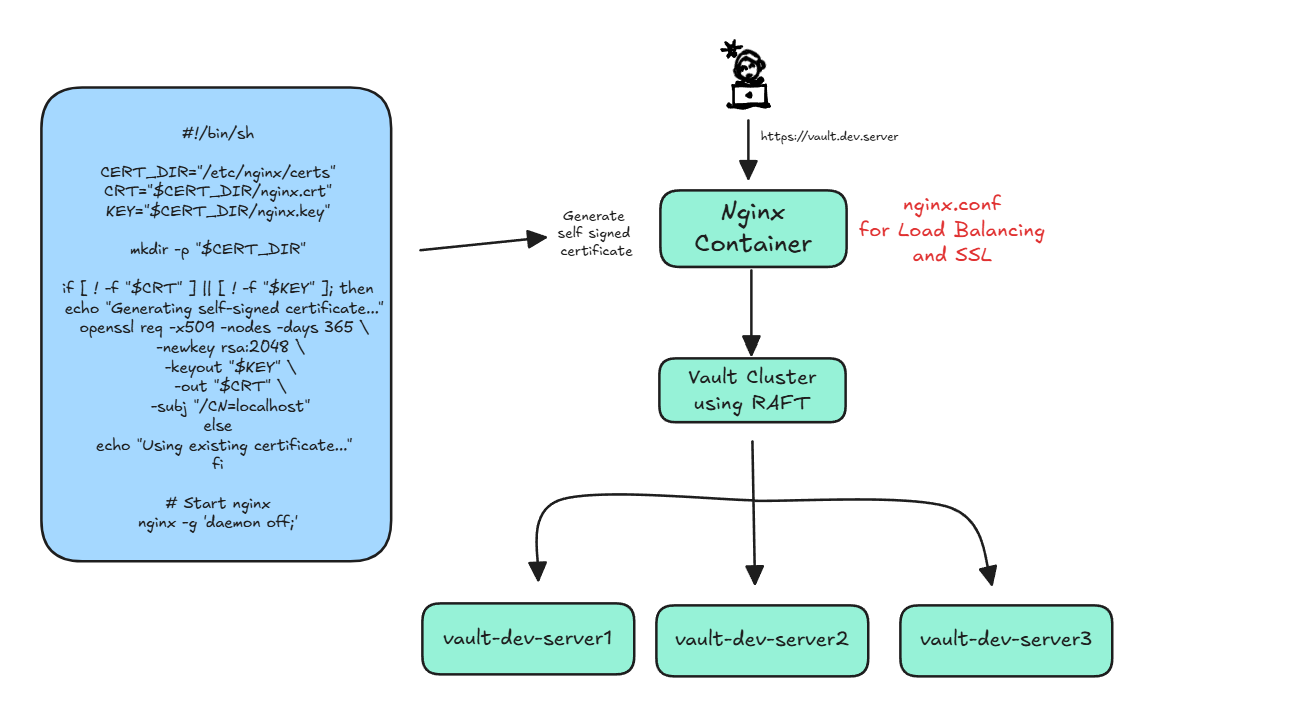 #!/bin/sh
CERT_DIR="/etc/nginx/certs"
CRT="$CERT_DIR/nginx.crt"
KEY="$CERT_DIR/nginx.key"
mkdir -p "$CERT_DIR"
if [ ! -f "$CRT" ] || [ ! -f "$KEY" ]; then
echo "Generating self-signed certificate..."
openssl req -x509 -nodes -days 365 \
-newkey rsa:2048 \
-keyout "$KEY" \
-out "$CRT" \
-subj "/CN=localhost"
else
echo "Using existing certificate..."
fi
# Start nginx
nginx -g 'daemon off;'
Generate
self signed
certificate
https://vault.dev.server
Nginx
Container
nginx.conf
for Load Balancing
and SSL
Vault Cluster
using RAFT
vault-dev-server1
vault-dev-server2
vault-dev-server3